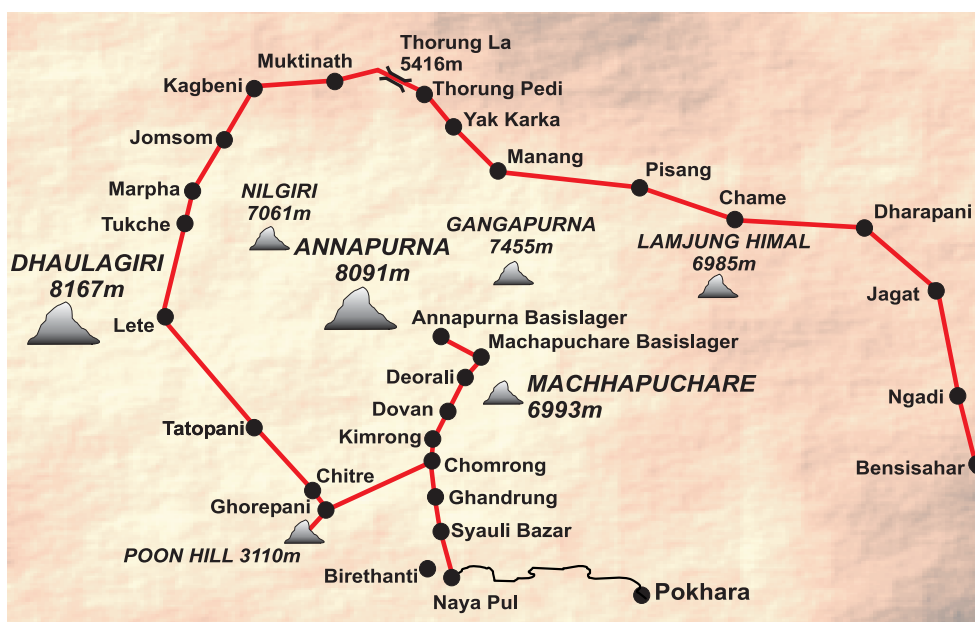 Thorung La
5416m
Muktinath
Kagbeni
Thorung Pedi
Yak Karka
Jomsom
Manang
Pisang
Marpha
NILGIRI
7061m
Chame
Tukche
GANGAPURNA
7455m
Dharapani
ANNAPURNA
8091m
LAMJUNG HIMAL
6985m
DHAULAGIRI
8167m
Jagat
Lete
Annapurna Basislager
Machapuchare Basislager
Deorali
MACHHAPUCHARE
6993m
Ngadi
Dovan
Tatopani
Kimrong
Chomrong
Bensisahar
Chitre
Ghorepani
Ghandrung
Syauli Bazar
POON HILL 3110m
Birethanti
Naya Pul
Pokhara